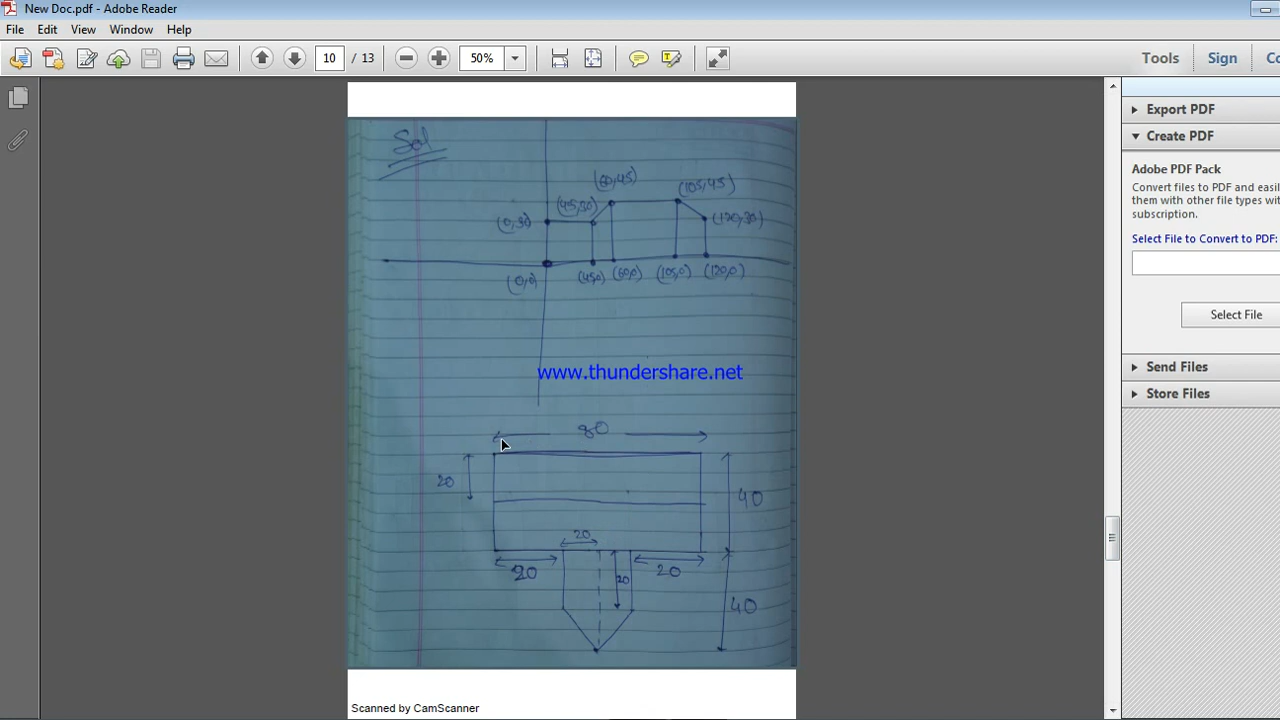 New Doc.pdf - Adobe Reader
File Edit View Window Help
10 / 13 50% Tools Sign Co
Export PDF
Create PDF
Adobe PDF Pack
Convert files to PDF and easil
them with other file types wit
subscription.
Select File to Convert to PDF:
Select File
Send Files
Store Files
Sol
(60,45)
(105,45)
(45,30)
(0,30)
(120,30)
(0,0)
(45,0) (60,0) (105,0) (120,0)
www.thundershare.net
80
20
40
20
20
20
20
40
Scanned by CamScanner